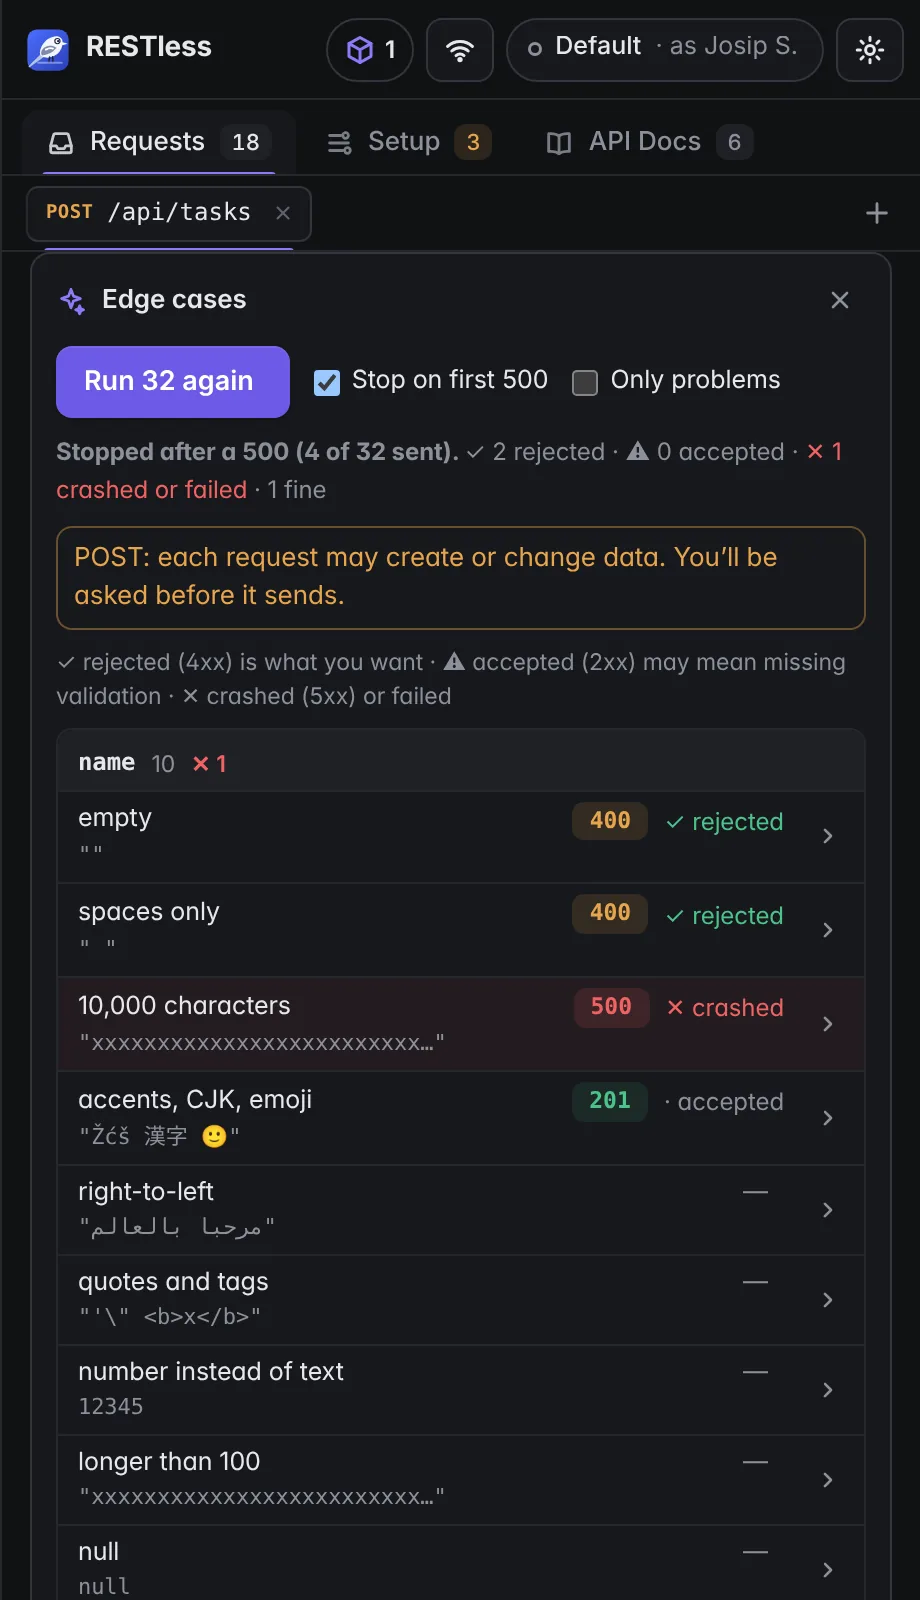 RESTless
1
Default · as Josip S.
Requests 18
Setup 3
API Docs 6
POST /api/tasks ×
+
Edge cases
Run 32 again
Stop on first 500
Only problems
Stopped after a 500 (4 of 32 sent). ✓ 2 rejected · ⚠ 0 accepted · ✕ 1
crashed or failed · 1 fine
POST: each request may create or change data. You’ll be
asked before it sends.
✓ rejected (4xx) is what you want · ⚠ accepted (2xx) may mean missing
validation · ✕ crashed (5xx) or failed
name 10 ✕ 1
empty 400 ✓ rejected
""
spaces only 400 ✓ rejected
" "
10,000 characters 500 ✕ crashed
"xxxxxxxxxxxxxxxxxxxxxxxxx…"
accents, CJK, emoji 201 · accepted
"Žćš 漢字 🙂"
right-to-left —
"مرحبا بالعالم"
quotes and tags —
"'\" <b>x</b>"
number instead of text —
12345
longer than 100 —
"xxxxxxxxxxxxxxxxxxxxxxxxx…"
null —
null